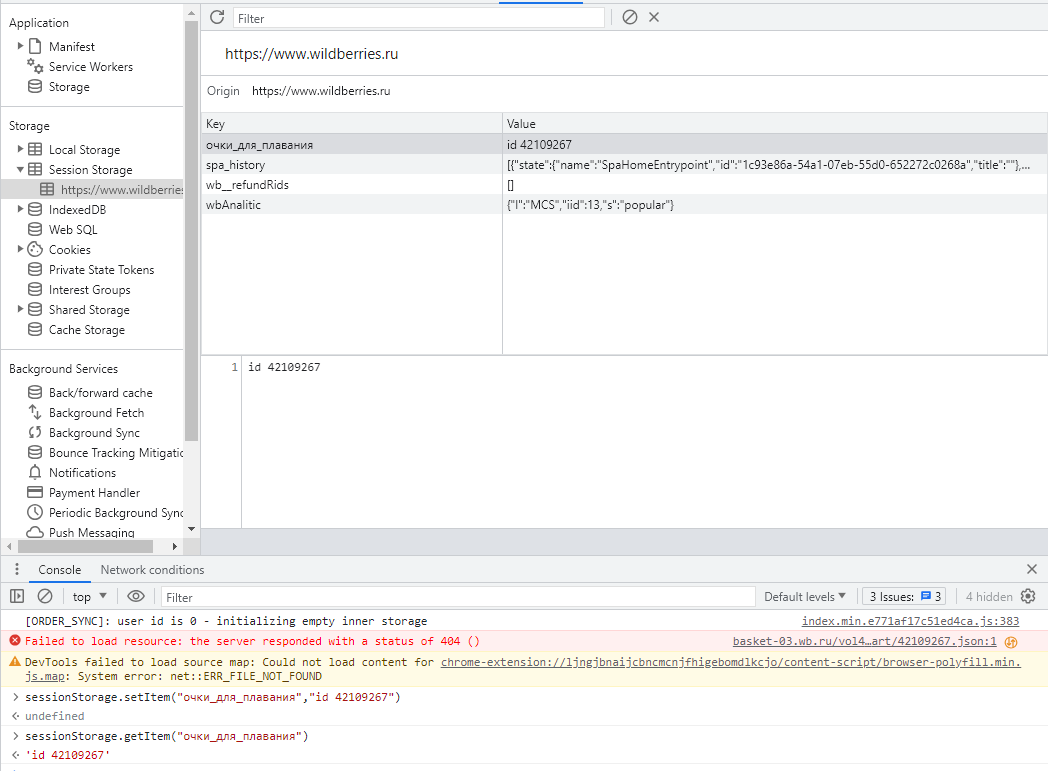 Application
Manifest
Service Workers
Storage
Storage
Local Storage
Session Storage
https://www.wildberries
IndexedDB
Web SQL
Cookies
Private State Tokens
Interest Groups
Shared Storage
Cache Storage
Background Services
Back/forward cache
Background Fetch
Background Sync
Bounce Tracking Mitigatic
Notifications
Payment Handler
Periodic Background Sync
Push Messaging
Filter
https://www.wildberries.ru
Origin https://www.wildberries.ru
Key Value
очки_для_плавания id 42109267
spa_history [{"state":{"name":"SpaHomeEntrypoint","id":"1c93e86a-54a1-07eb-55d0-652272c0268a","title":""},...
wb__refundRids []
wbAnalitic {"l":"MCS","iid":13,"s":"popular"}
1 id 42109267
Console Network conditions
top Filter Default levels 3 Issues: 3 4 hidden
[ORDER_SYNC]: user id is 0 - initializing empty inner storage index.min.e771af17c51ed4ca.js:383
Failed to load resource: the server responded with a status of 404 () basket-03.wb.ru/vol4…art/42109267.json:1
DevTools failed to load source map: Could not load content for chrome-extension://ljngjbnaijcbncmcnjfhigebomdlkcjo/content-script/browser-polyfill.min.
js.map: System error: net::ERR_FILE_NOT_FOUND
> sessionStorage.setItem("очки_для_плавания","id 42109267")
undefined
> sessionStorage.getItem("очки_для_плавания")
'id 42109267'